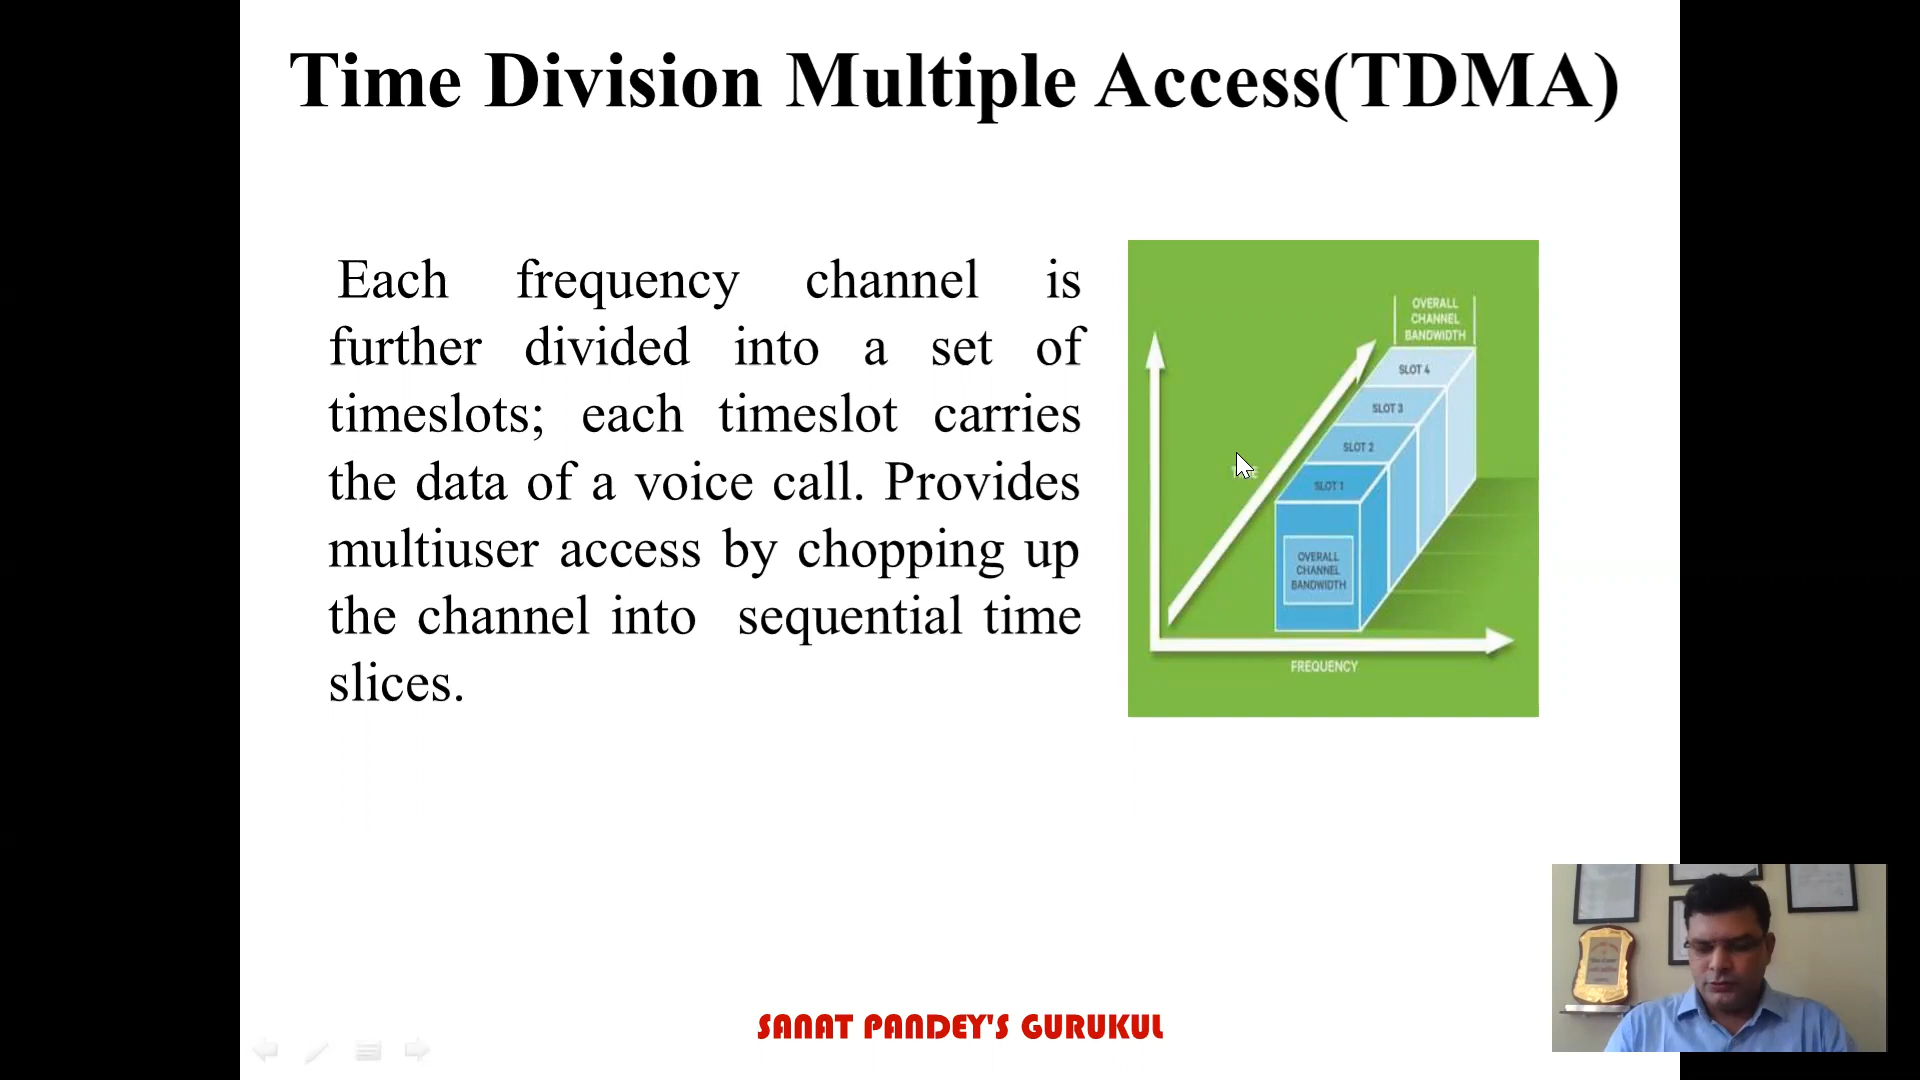 Time Division Multiple Access(TDMA)
Each frequency channel is
further divided into a set of
timeslots; each timeslot carries
the data of a voice call. Provides
multiuser access by chopping up
the channel into sequential time
slices.
OVERALL
CHANNEL
BANDWIDTH
SLOT 4
SLOT 3
SLOT 2
SLOT 1
OVERALL
CHANNEL
BANDWIDTH
FREQUENCY
SANAT PANDEY'S GURUKUL